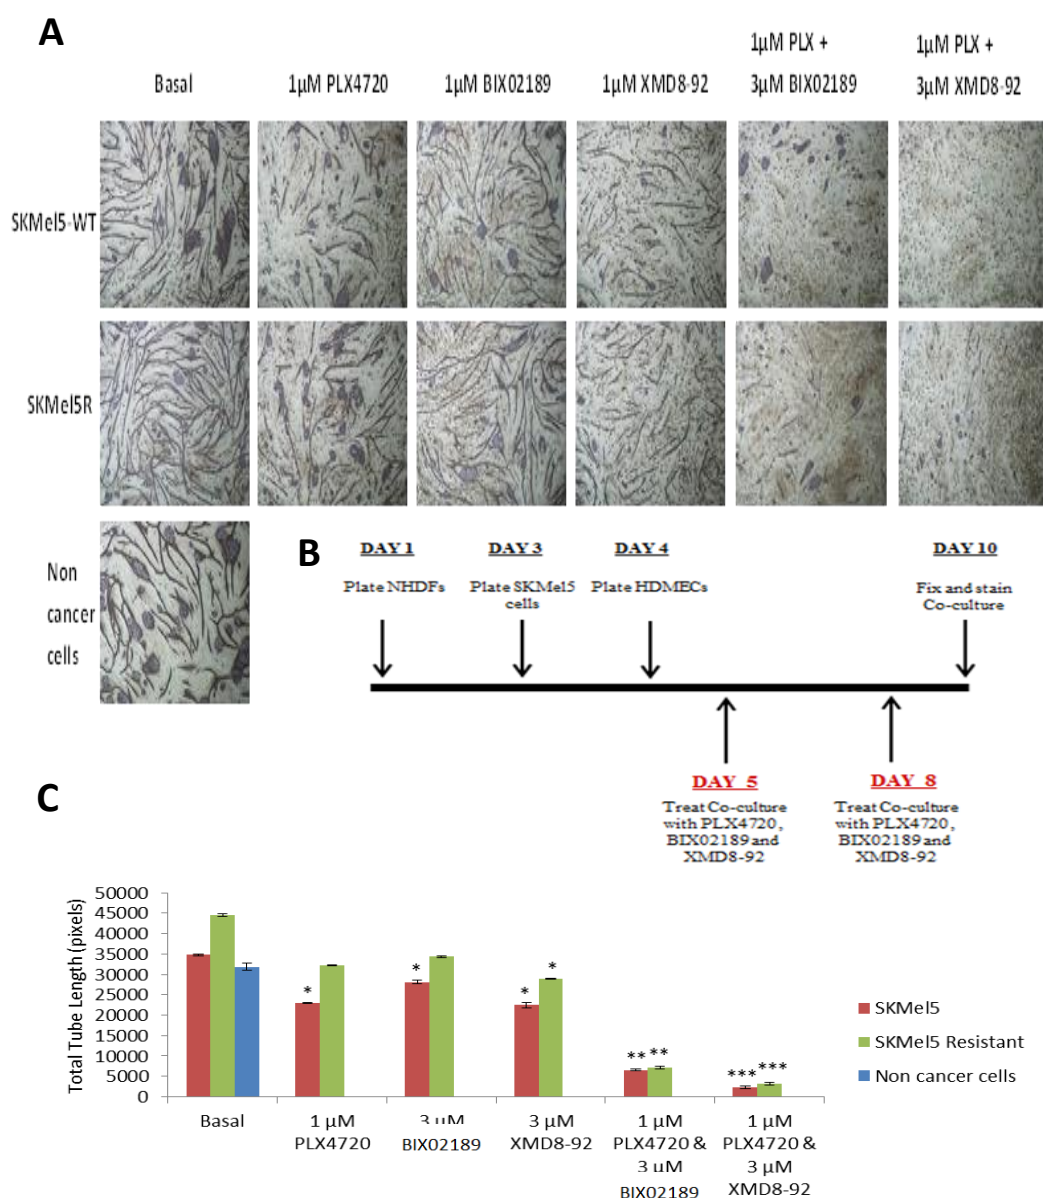 A
Basal
1μM PLX4720
1μM BIX02189
1μM XMD8-92
1μM PLX +
3μM BIX02189
1μM PLX +
3μM XMD8-92
SKMel5-WT
SKMel5R
Non
cancer
cells
B
DAY 1
Plate NHDFs
DAY 3
Plate SKMel5
cells
DAY 4
Plate HDMECs
DAY 10
Fix and stain
Co-culture
DAY 5
Treat Co-culture
with PLX4720,
BIX02189 and
XMD8-92
DAY 8
Treat Co-culture
with PLX4720,
BIX02189 and
XMD8-92
C
Total Tube Length (pixels)
50000
45000
40000
35000
30000
25000
20000
15000
10000
5000
0
*
*
*
*
** **
*** ***
Basal
1 μM
PLX4720
3 μM
BIX02189
3 μM
XMD8-92
1 μM
PLX4720 &
3 μM
BIX02189
1 μM
PLX4720 &
3 μM
XMD8-92
SKMel5
SKMel5 Resistant
Non cancer cells